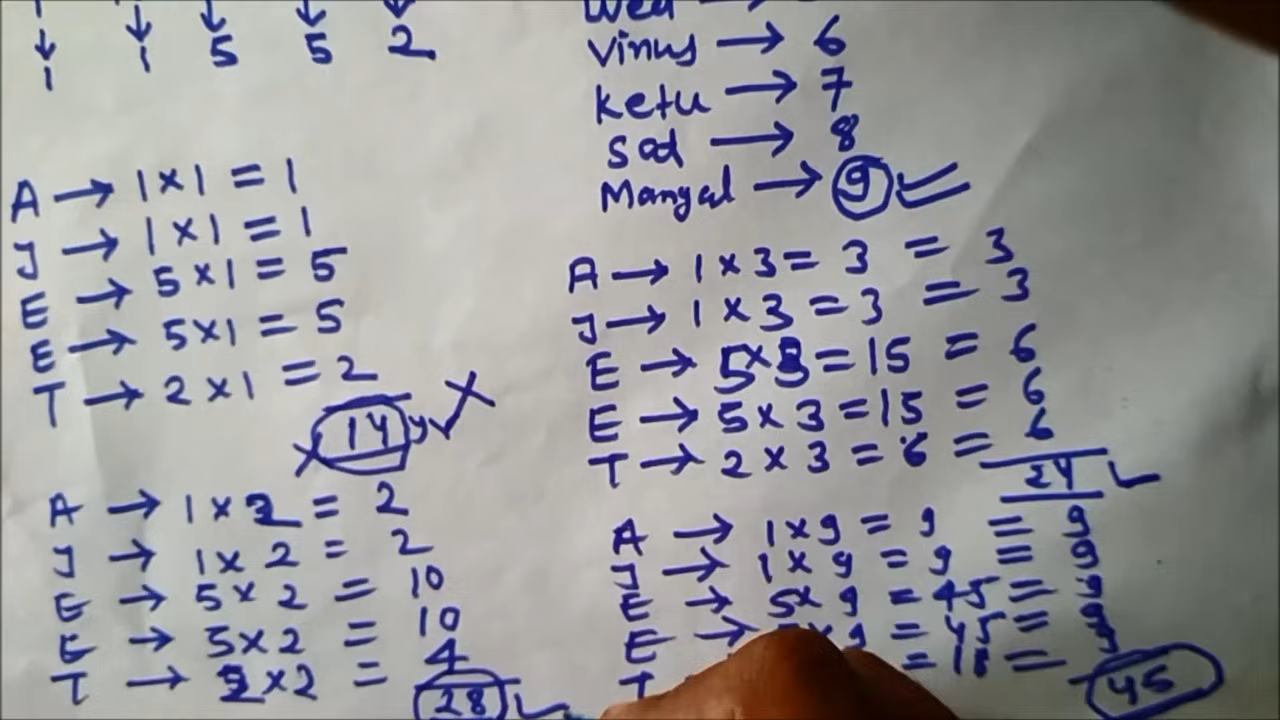 1 1 5 5 2
A → 1 x 1 = 1
J → 1 x 1 = 1
E → 5 x 1 = 5
E → 5 x 1 = 5
T → 2 x 1 = 2
14
A → 1 x 2 = 2
J → 1 x 2 = 2
E → 5 x 2 = 10
E → 5 x 2 = 10
T → 2 x 2 = 4
28
Vinus → 6
Ketu → 7
Sad → 8
Mangal → 9
A → 1 x 3 = 3 = 3
J → 1 x 3 = 3 = 3
E → 5 x 3 = 15 = 6
E → 5 x 3 = 15 = 6
T → 2 x 3 = 6 = 6
24
A → 1 x 9 = 9 = 9
J → 1 x 9 = 9 = 9
E → 5 x 9 = 45 = 9
E → x 9 = 45 = 9
= 18 =
45